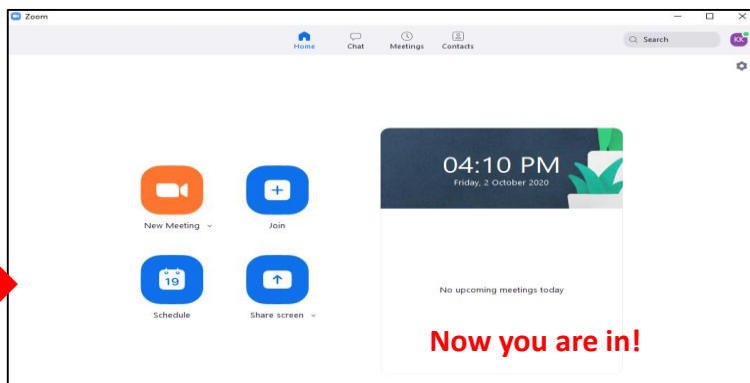 Zoom
Home
Chat
Meetings
Contacts
Search
KK
04:10 PM
Friday, 2 October 2020
New Meeting
Join
19
Schedule
Share screen
No upcoming meetings today
Now you are in!